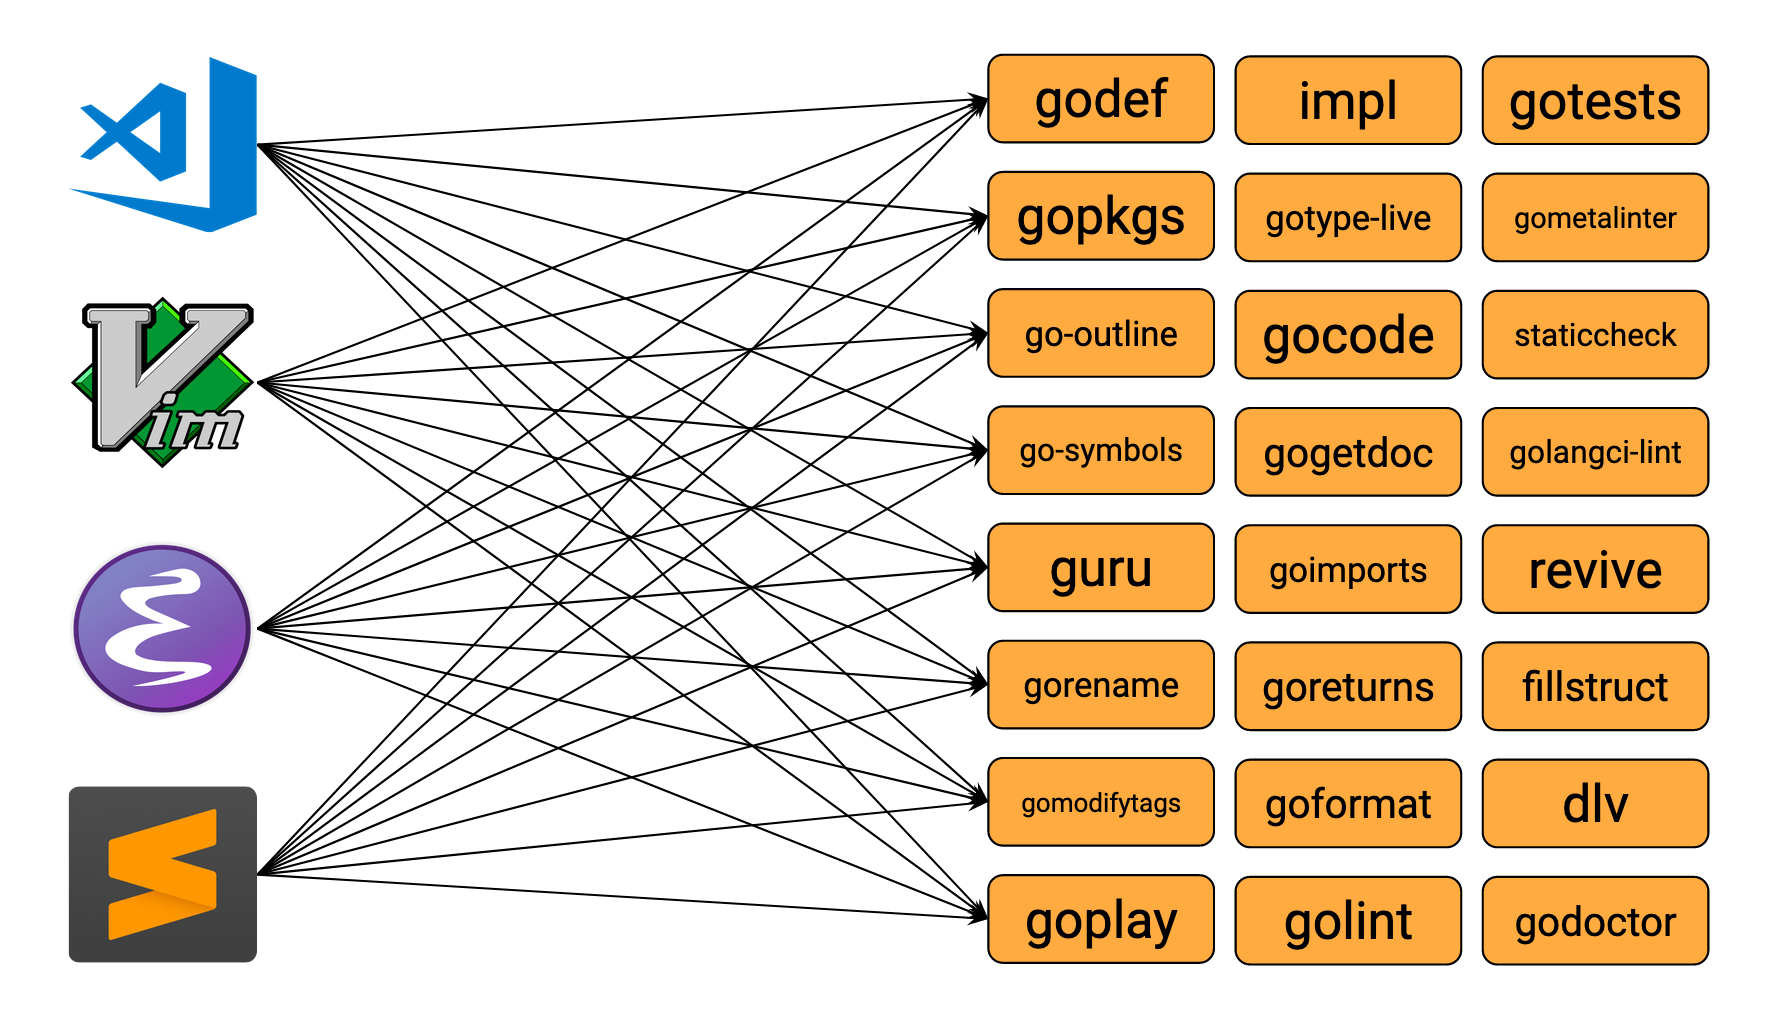 Vim
godef impl gotests
gopkgs gotype-live gometalinter
go-outline gocode staticcheck
go-symbols gogetdoc golangci-lint
guru goimports revive
gorename goreturns fillstruct
gomodifytags goformat dlv
goplay golint godoctor